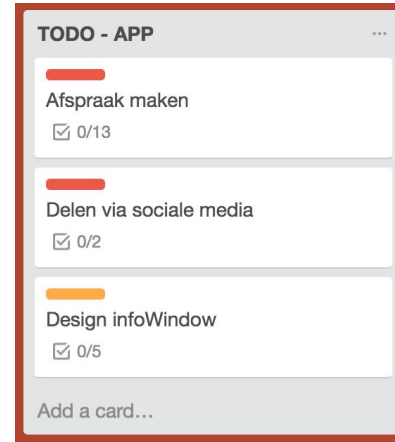 TODO - APP
Afspraak maken
0/13
Delen via sociale media
0/2
Design infoWindow
0/5
Add a card…